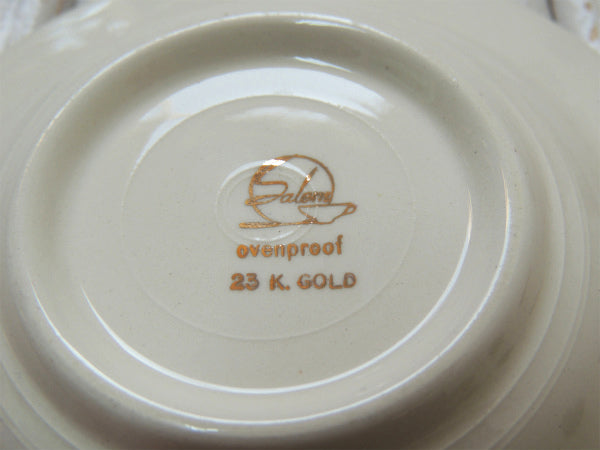 Salem
ovenproof
23 K. GOLD